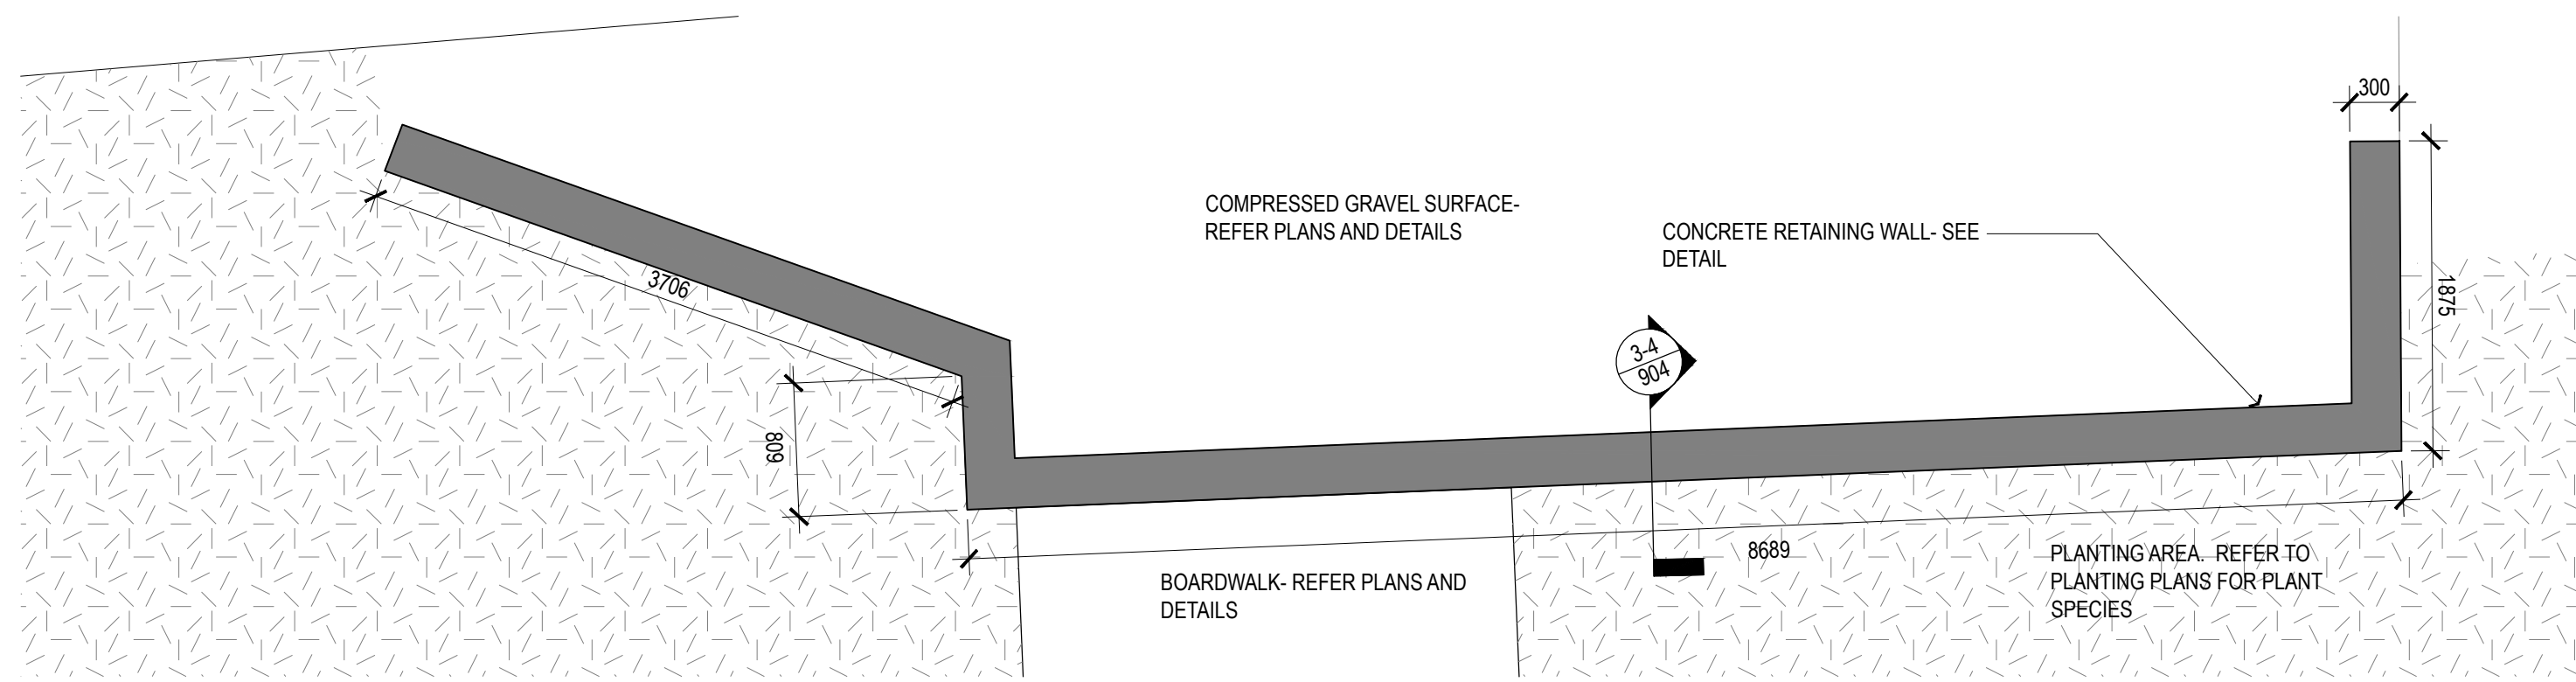 300
COMPRESSED GRAVEL SURFACE-
REFER PLANS AND DETAILS
CONCRETE RETAINING WALL- SEE
DETAIL
3706
1875
3-4
904
809
8689
BOARDWALK- REFER PLANS AND
DETAILS
PLANTING AREA.  REFER TO
PLANTING PLANS FOR PLANT
SPECIES